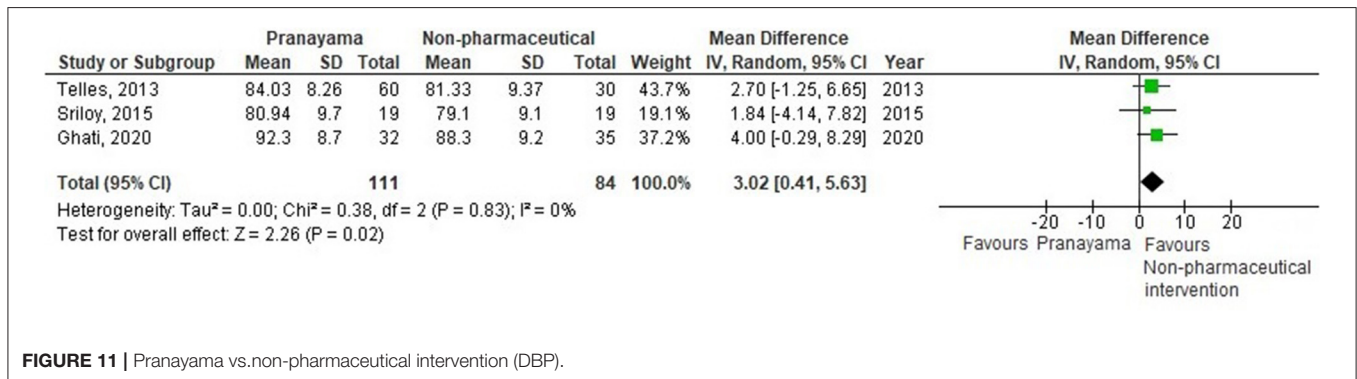 Pranayama Non-pharmaceutical Mean Difference Mean Difference
Study or Subgroup Mean SD Total Mean SD Total Weight IV, Random, 95% CI Year IV, Random, 95% CI
Telles, 2013 84.03 8.26 60 81.33 9.37 30 43.7% 2.70 [-1.25, 6.65] 2013
Sriloy, 2015 80.94 9.7 19 79.1 9.1 19 19.1% 1.84 [-4.14, 7.82] 2015
Ghati, 2020 92.3 8.7 32 88.3 9.2 35 37.2% 4.00 [-0.29, 8.29] 2020
Total (95% CI) 111 84 100.0% 3.02 [0.41, 5.63]
Heterogeneity: Tau² = 0.00; Chi² = 0.38, df = 2 (P = 0.83); I² = 0%
Test for overall effect: Z = 2.26 (P = 0.02)
-20 -10 0 10 20
Favours Pranayama Favours
Non-pharmaceutical
intervention
FIGURE 11 | Pranayama vs.non-pharmaceutical intervention (DBP).